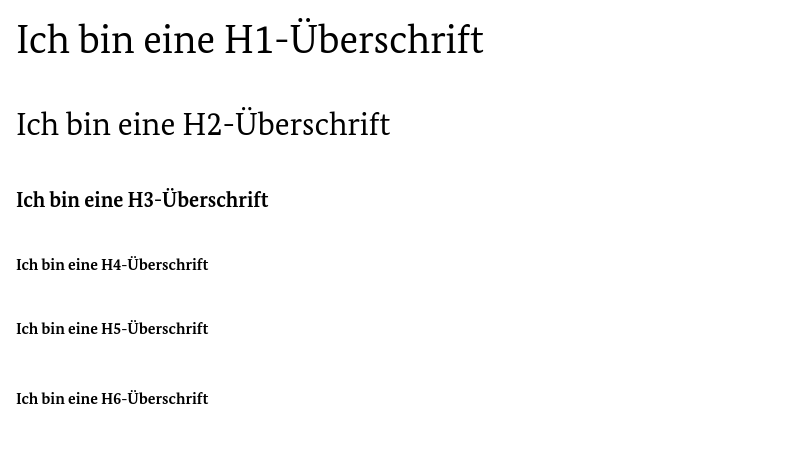 Ich bin eine H1-Überschrift
Ich bin eine H2-Überschrift
Ich bin eine H3-Überschrift
Ich bin eine H4-Überschrift
Ich bin eine H5-Überschrift
Ich bin eine H6-Überschrift